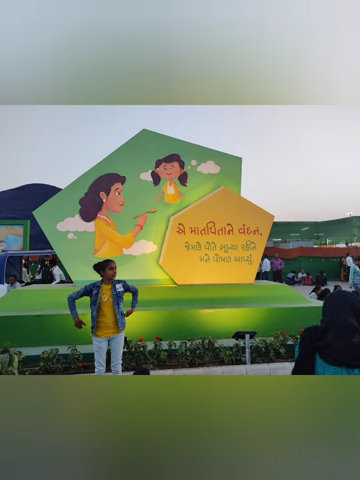 એ માતપિતાને વંદન,
જેમણે પોતે ભૂખ્યા રહીને
મને પોષણ આપ્યું.